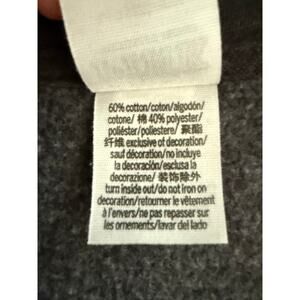 60% cotton/coton/algodón/
cotone/ 棉 40% polyester/
poliéster/poliestere/ 聚酯
纤维 exclusive of decoration/
sauf décoration/no incluye
la decoración/esclusa la
decorazione/ 装饰除外
turn inside out/do not iron on
decoration/retourner le vêtement
à l'envers/ne pas repasser sur
les ornements/lavar del lado